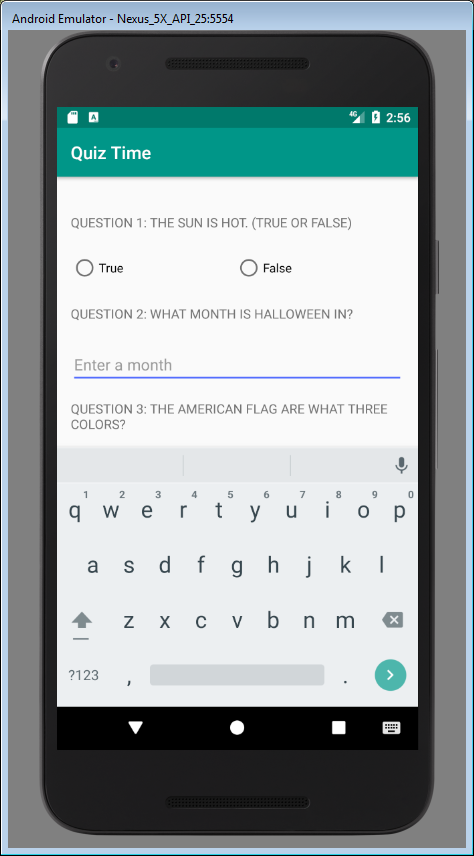 Android Emulator - Nexus_5X_API_25:5554
A 4G 2:56
Quiz Time
QUESTION 1: THE SUN IS HOT. (TRUE OR FALSE)
True False
QUESTION 2: WHAT MONTH IS HALLOWEEN IN?
Enter a month
QUESTION 3: THE AMERICAN FLAG ARE WHAT THREE
COLORS?
1 2 3 4 5 6 7 8 9 0
q w e r t y u i o p
a s d f g h j k l
z x c v b n m
?123 , .